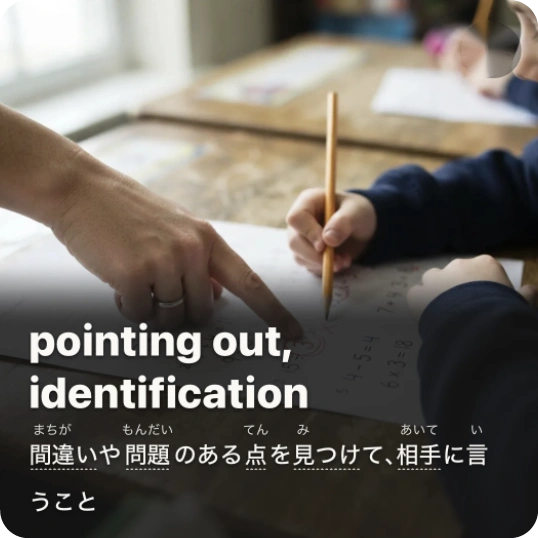 pointing out,
identification
間違いや問題のある点を見つけて、相手に言
うこと
まちが もんだい てん み あいて い